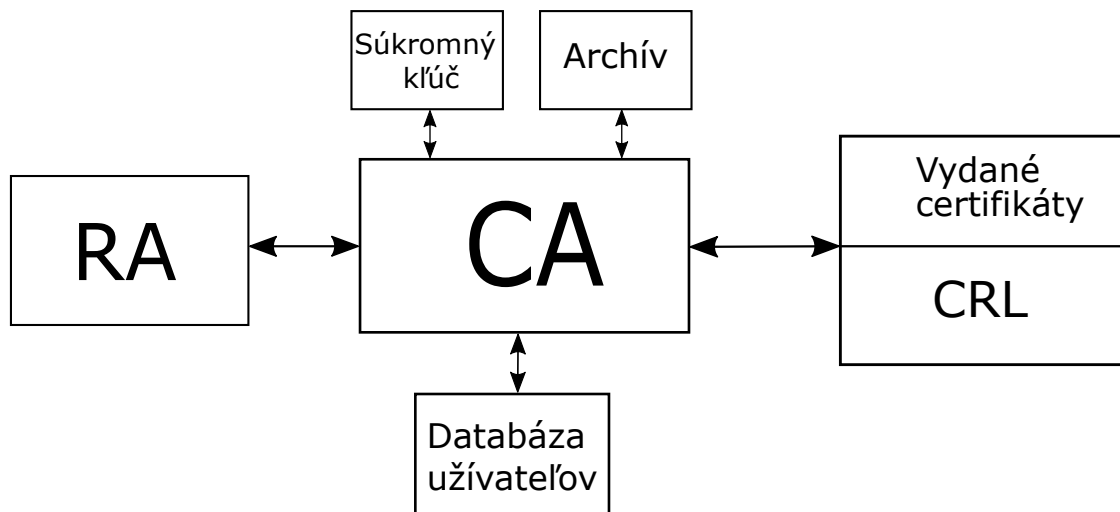 Súkromný
kľúč
Archív
RA
CA
Vydané
certifikáty
CRL
Databáza
užívateľov